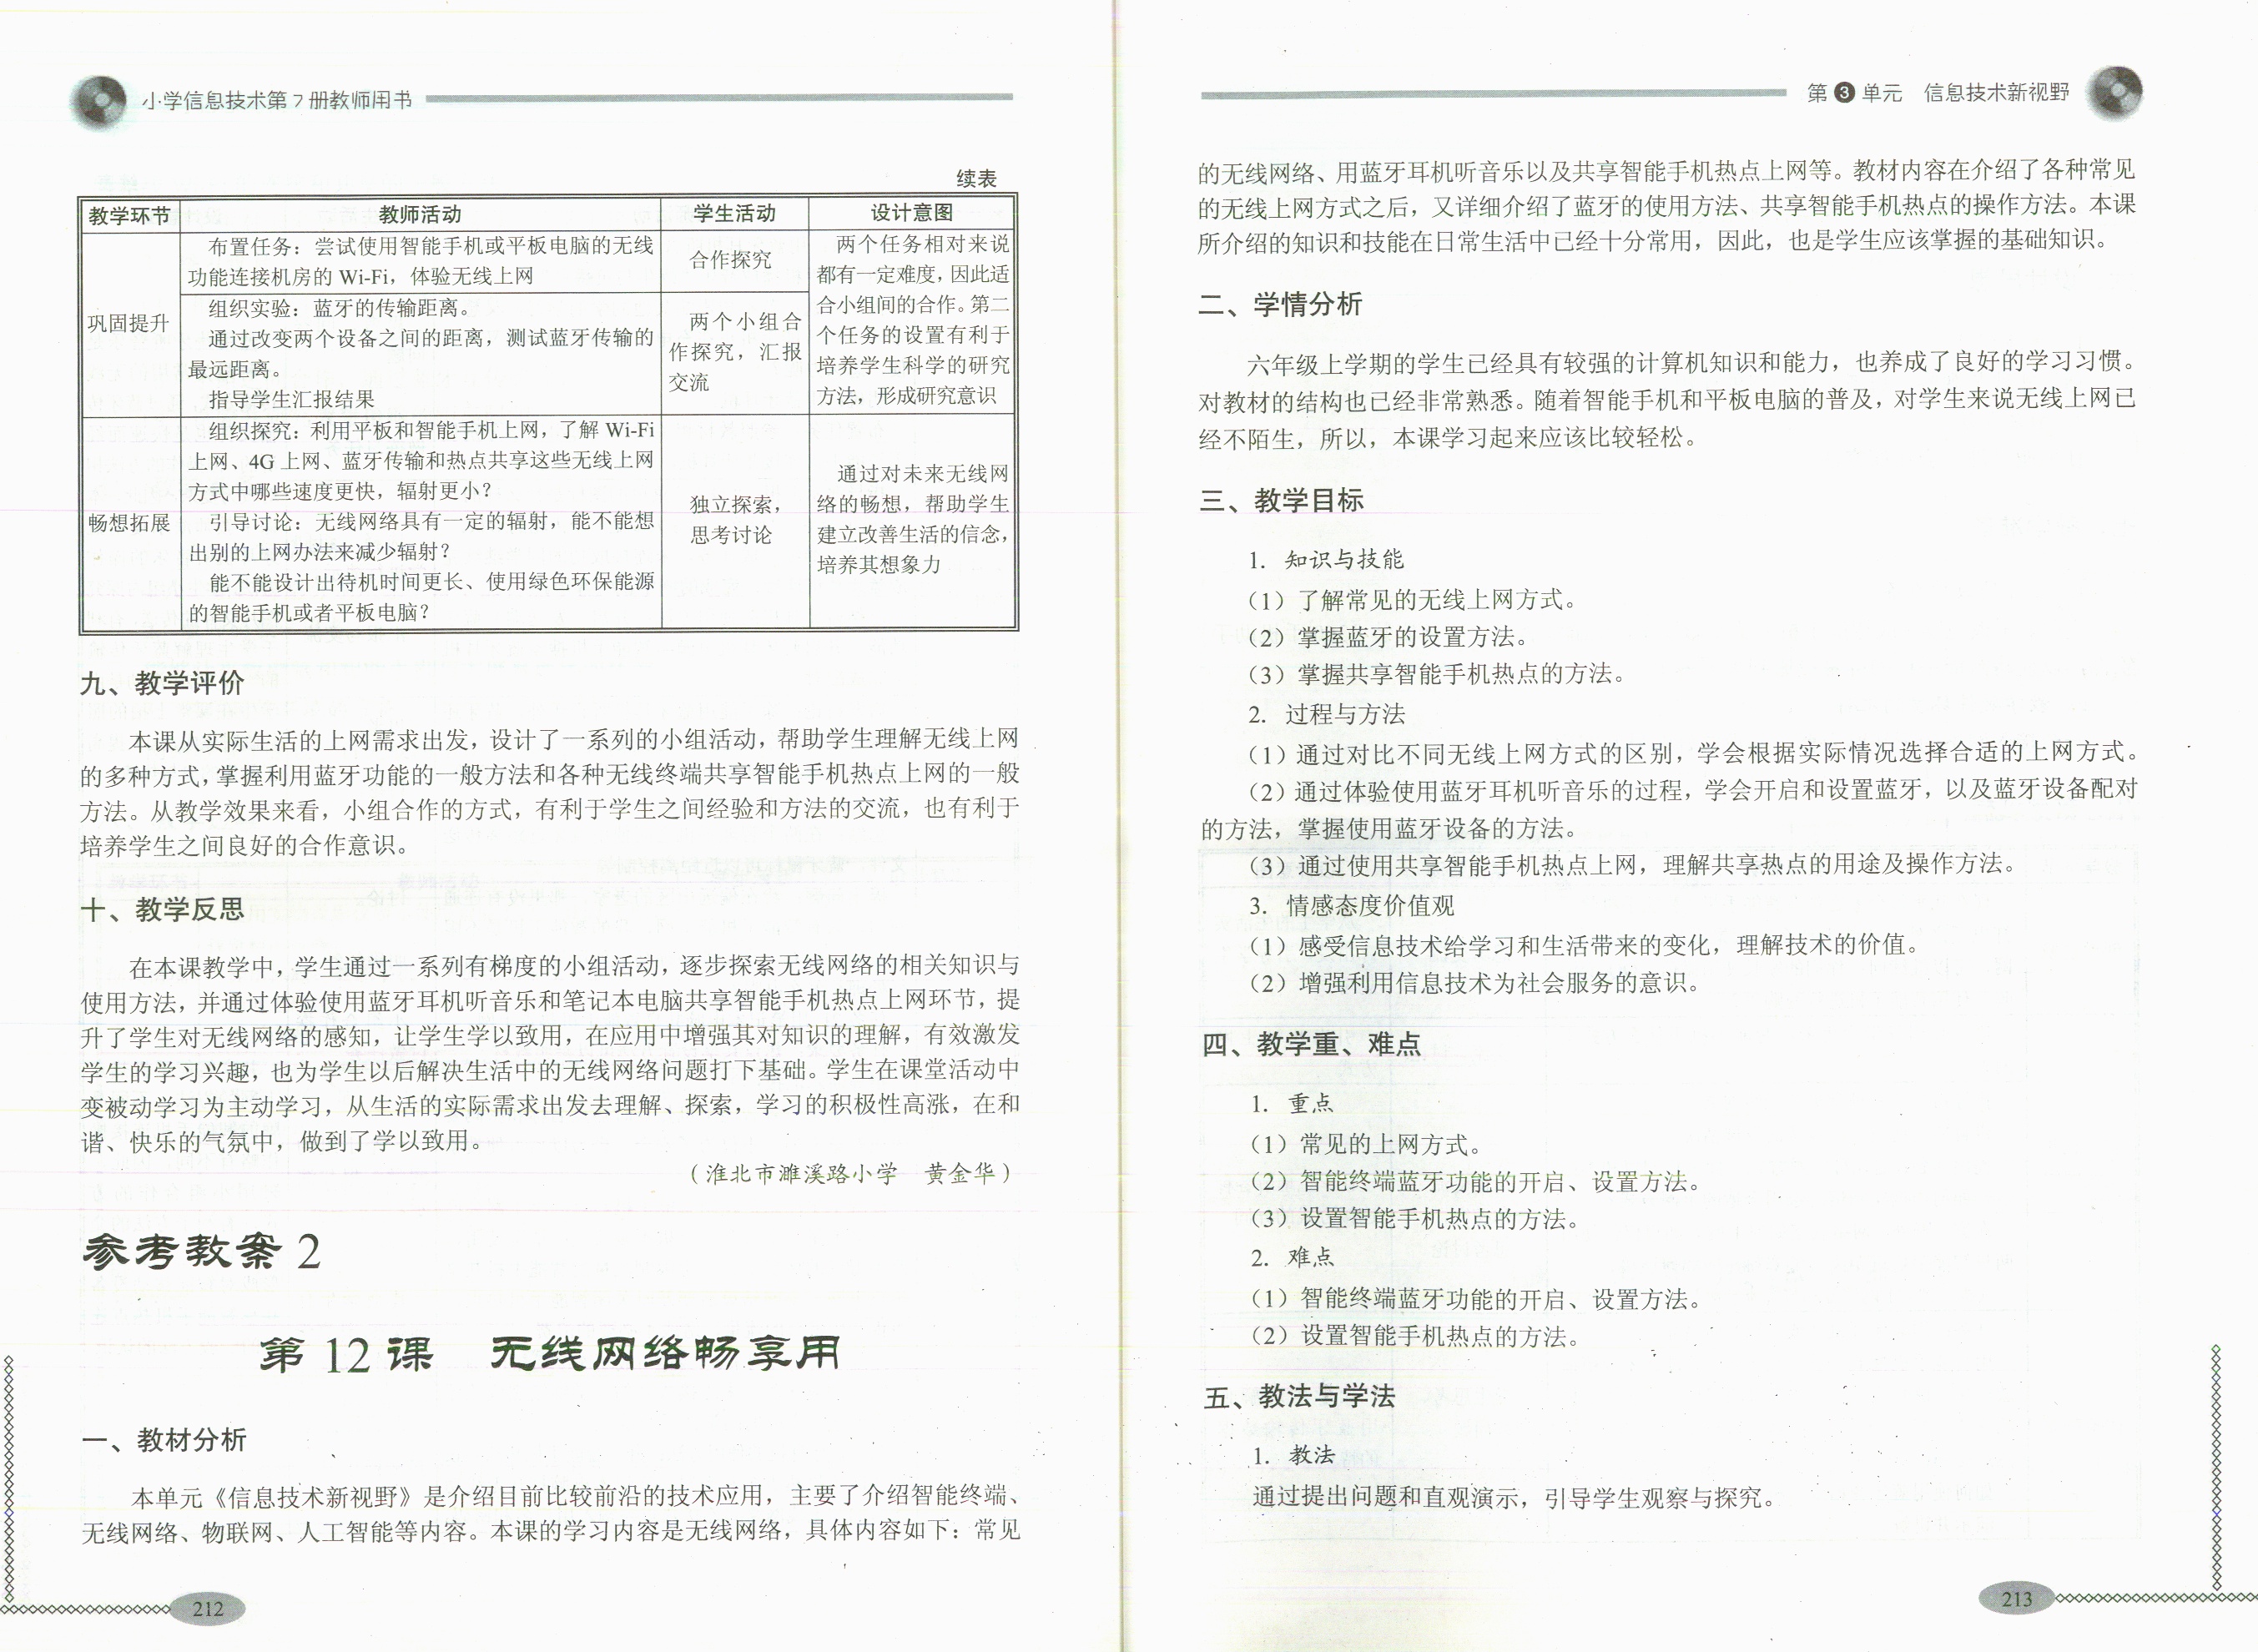 小学信息技术第7册教师用书
续表
教学环节
教师活动
学生活动
设计意图
巩固提升
布置任务：尝试使用智能手机或平板电脑的无线
功能连接机房的 Wi-Fi，体验无线上网
合作探究
两个任务相对来说
都有一定难度，因此适
合小组间的合作。第二
个任务的设置有利于
培养学生科学的研究
方法，形成研究意识
组织实验：蓝牙的传输距离。
通过改变两个设备之间的距离，测试蓝牙传输的
最远距离。
指导学生汇报结果
两个小组合
作探究，汇报
交流
畅想拓展
组织探究：利用平板和智能手机上网，了解 Wi-Fi
上网、4G 上网、蓝牙传输和热点共享这些无线上网
方式中哪些速度更快，辐射更小？
引导讨论：无线网络具有一定的辐射，能不能想
出别的上网办法来减少辐射？
能不能设计出待机时间更长、使用绿色环保能源
的智能手机或者平板电脑？
独立探索，
思考讨论
通过对未来无线网
络的畅想，帮助学生
建立改善生活的信念，
培养其想象力
九、教学评价
本课从实际生活的上网需求出发，设计了一系列的小组活动，帮助学生理解无线上网
的多种方式，掌握利用蓝牙功能的一般方法和各种无线终端共享智能手机热点上网的一般
方法。从教学效果来看，小组合作的方式，有利于学生之间经验和方法的交流，也有利于
培养学生之间良好的合作意识。
十、教学反思
在本课教学中，学生通过一系列有梯度的小组活动，逐步探索无线网络的相关知识与
使用方法，并通过体验使用蓝牙耳机听音乐和笔记本电脑共享智能手机热点上网环节，提
升了学生对无线网络的感知，让学生学以致用，在应用中增强其对知识的理解，有效激发
学生的学习兴趣，也为学生以后解决生活中的无线网络问题打下基础。学生在课堂活动中
变被动学习为主动学习，从生活的实际需求出发去理解、探索，学习的积极性高涨，在和
谐、快乐的气氛中，做到了学以致用。
（淮北市濉溪路小学　黄金华）
参考教案 2
第 12 课　无线网络畅享用
一、教材分析
本单元《信息技术新视野》是介绍目前比较前沿的技术应用，主要了介绍智能终端、
无线网络、物联网、人工智能等内容。本课的学习内容是无线网络，具体内容如下：常见
212
第 3 单元　信息技术新视野
的无线网络、用蓝牙耳机听音乐以及共享智能手机热点上网等。教材内容在介绍了各种常见
的无线上网方式之后，又详细介绍了蓝牙的使用方法、共享智能手机热点的操作方法。本课
所介绍的知识和技能在日常生活中已经十分常用，因此，也是学生应该掌握的基础知识。
二、学情分析
六年级上学期的学生已经具有较强的计算机知识和能力，也养成了良好的学习习惯。
对教材的结构也已经非常熟悉。随着智能手机和平板电脑的普及，对学生来说无线上网已
经不陌生，所以，本课学习起来应该比较轻松。
三、教学目标
1. 知识与技能
（1）了解常见的无线上网方式。
（2）掌握蓝牙的设置方法。
（3）掌握共享智能手机热点的方法。
2. 过程与方法
（1）通过对比不同无线上网方式的区别，学会根据实际情况选择合适的上网方式。
（2）通过体验使用蓝牙耳机听音乐的过程，学会开启和设置蓝牙，以及蓝牙设备配对
的方法，掌握使用蓝牙设备的方法。
（3）通过使用共享智能手机热点上网，理解共享热点的用途及操作方法。
3. 情感态度价值观
（1）感受信息技术给学习和生活带来的变化，理解技术的价值。
（2）增强利用信息技术为社会服务的意识。
四、教学重、难点
1. 重点
（1）常见的上网方式。
（2）智能终端蓝牙功能的开启、设置方法。
（3）设置智能手机热点的方法。
2. 难点
（1）智能终端蓝牙功能的开启、设置方法。
（2）设置智能手机热点的方法。
五、教法与学法
1. 教法
通过提出问题和直观演示，引导学生观察与探究。
213